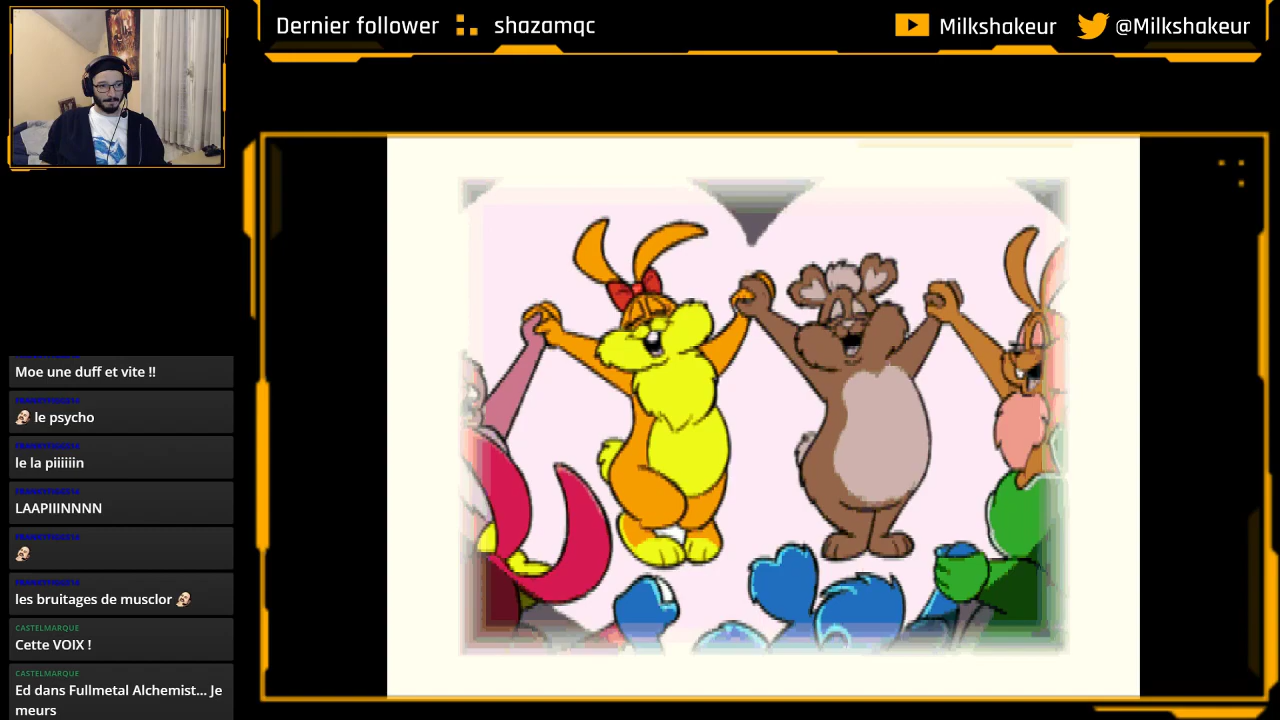 Dernier follower
shazamqc
Milkshakeur
@Milkshakeur
Moe une duff et vite !!
le psycho
le la piiiiin
LAAPIIINNNN
les bruitages de musclor
CASTELMARQUE
Cette VOIX !
CASTELMARQUE
Ed dans Fullmetal Alchemist... Je
meurs